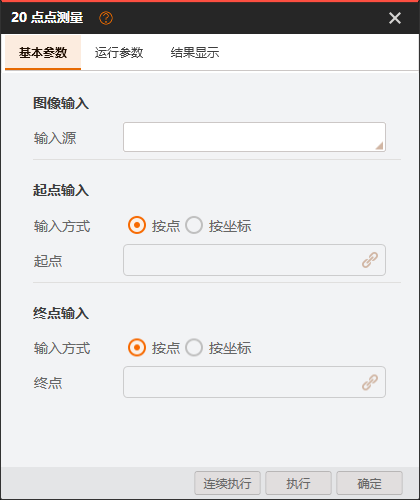 20 点点测量
基本参数 运行参数 结果显示
图像输入
输入源
起点输入
输入方式 按点 按坐标
起点
终点输入
输入方式 按点 按坐标
终点
连续执行 执行 确定